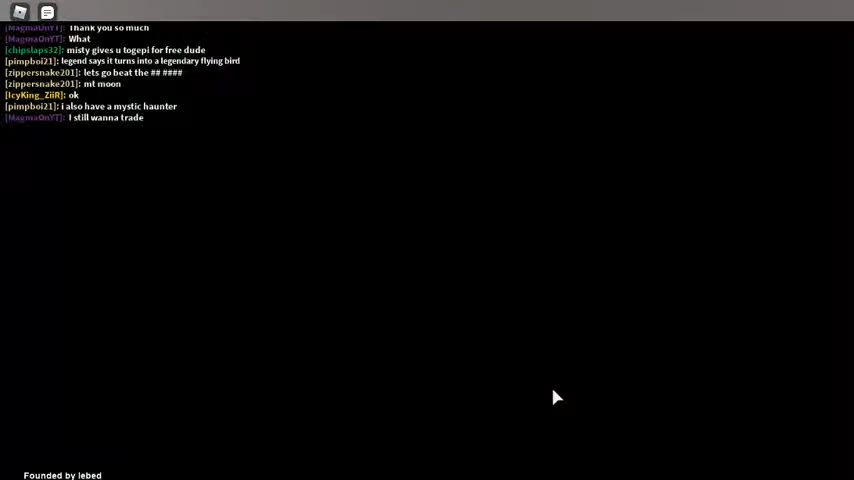 [MagmaOnYT]: Thank you so much
[MagmaOnYT]: What
[chipslaps32]: misty gives u togepi for free dude
[pimpboi21]: legend says it turns into a legendary flying bird
[zippersnake201]: lets go beat the ## ####
[zippersnake201]: mt moon
[IcyKing_ZiiR]: ok
[pimpboi21]: i also have a mystic haunter
[MagmaOnYT]: I still wanna trade
Founded by lebed